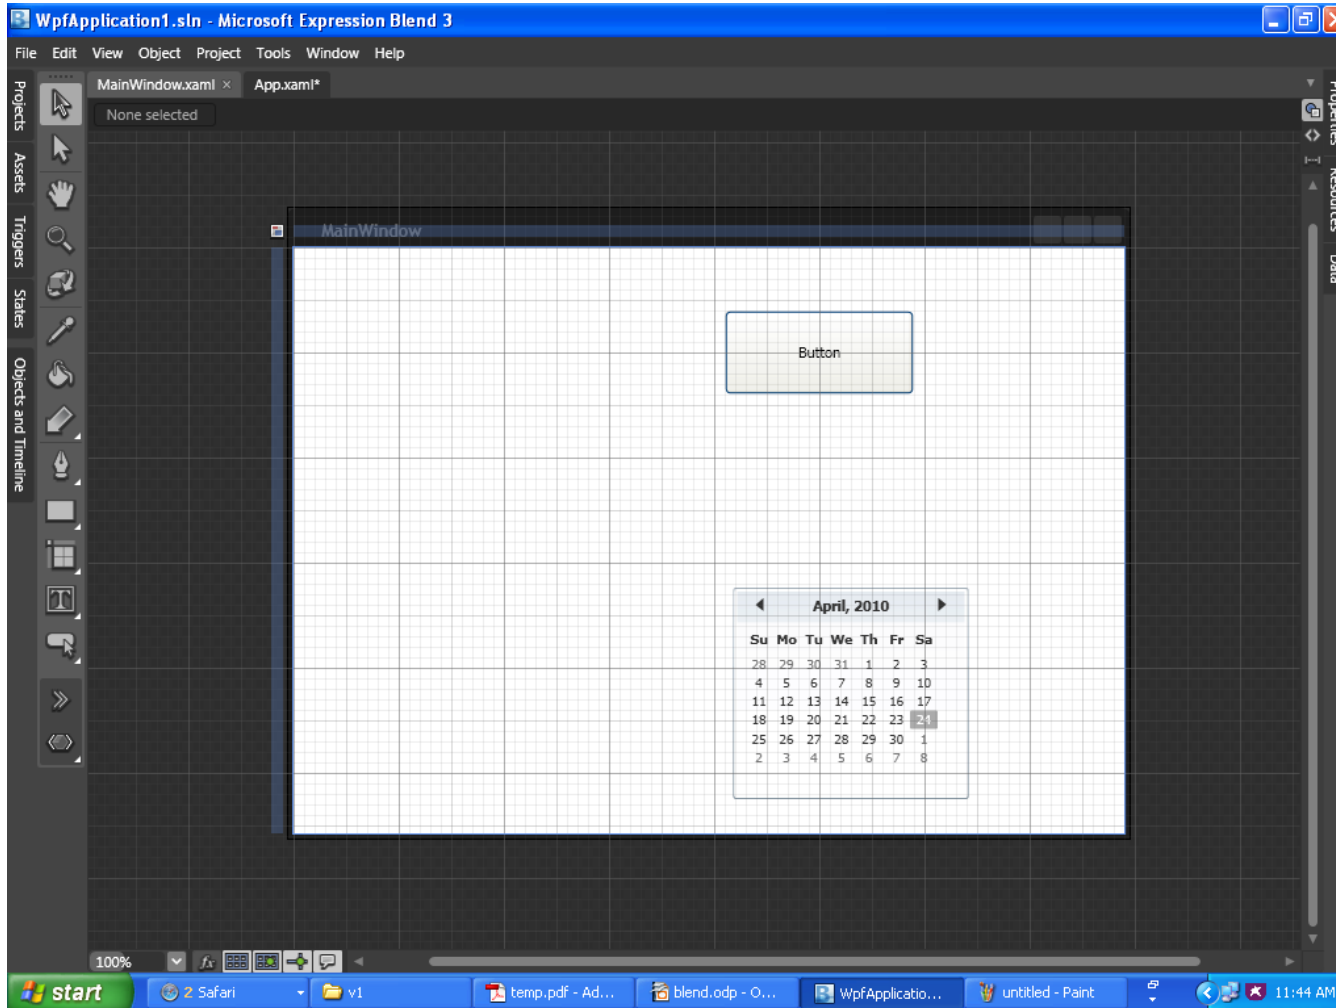 WpfApplication1.sln - Microsoft Expression Blend 3
File Edit View Object Project Tools Window Help
MainWindow.xaml × App.xaml*
None selected
Projects
Assets
Triggers
States
Objects and Timeline
Properties
Resources
Data
MainWindow
Button
April, 2010
Su Mo Tu We Th Fr Sa
28 29 30 31 1 2 3
4 5 6 7 8 9 10
11 12 13 14 15 16 17
18 19 20 21 22 23 24
25 26 27 28 29 30 1
2 3 4 5 6 7 8
100% fx
start 2 Safari v1 temp.pdf - Ad... blend.odp - O... WpfApplicatio... untitled - Paint 11:44 AM